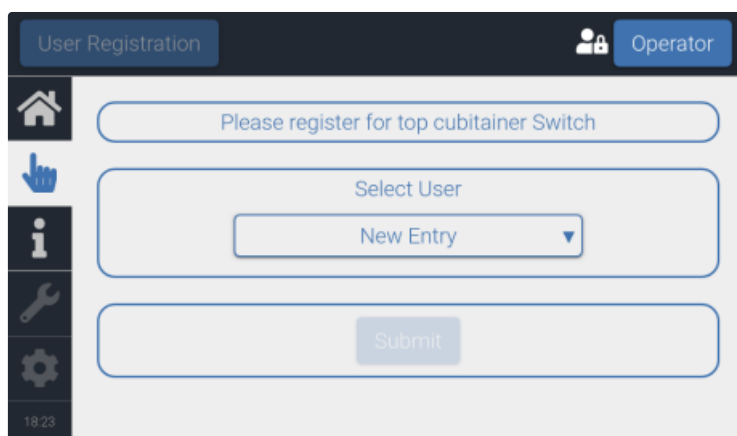 User Registration
Operator
Please register for top cubitainer Switch
Select User
New Entry
Submit
18:23